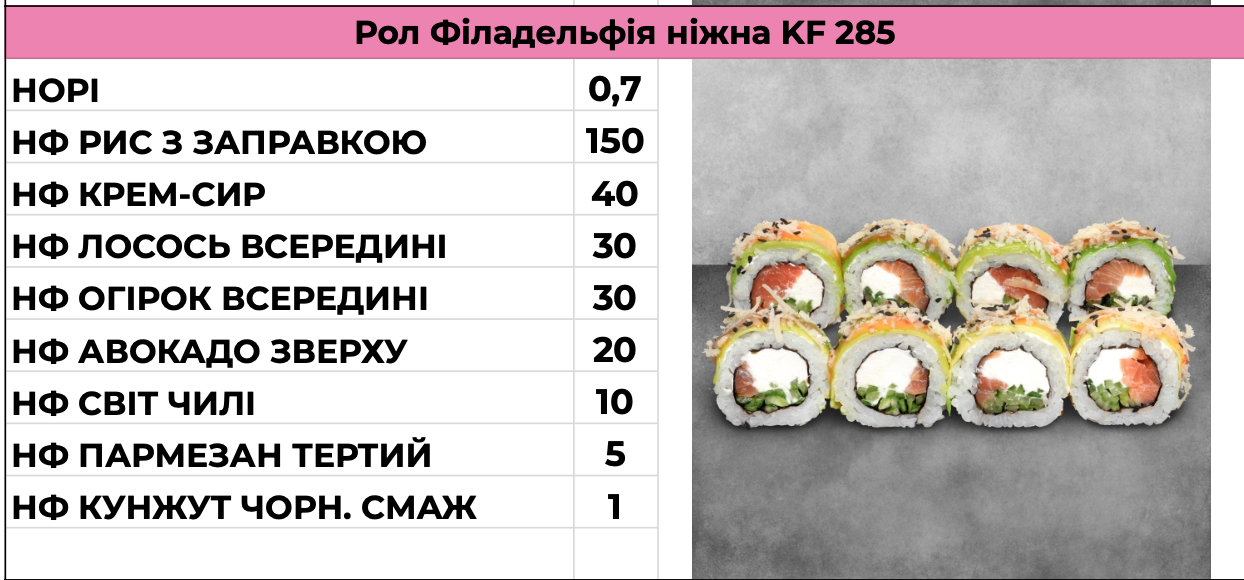 Рол Філадельфія ніжна KF 285
НОРІ 0,7
НФ РИС З ЗАПРАВКОЮ 150
НФ КРЕМ-СИР 40
НФ ЛОСОСЬ ВСЕРЕДИНІ 30
НФ ОГІРОК ВСЕРЕДИНІ 30
НФ АВОКАДО ЗВЕРХУ 20
НФ СВІТ ЧИЛІ 10
НФ ПАРМЕЗАН ТЕРТИЙ 5
НФ КУНЖУТ ЧОРН. СМАЖ 1